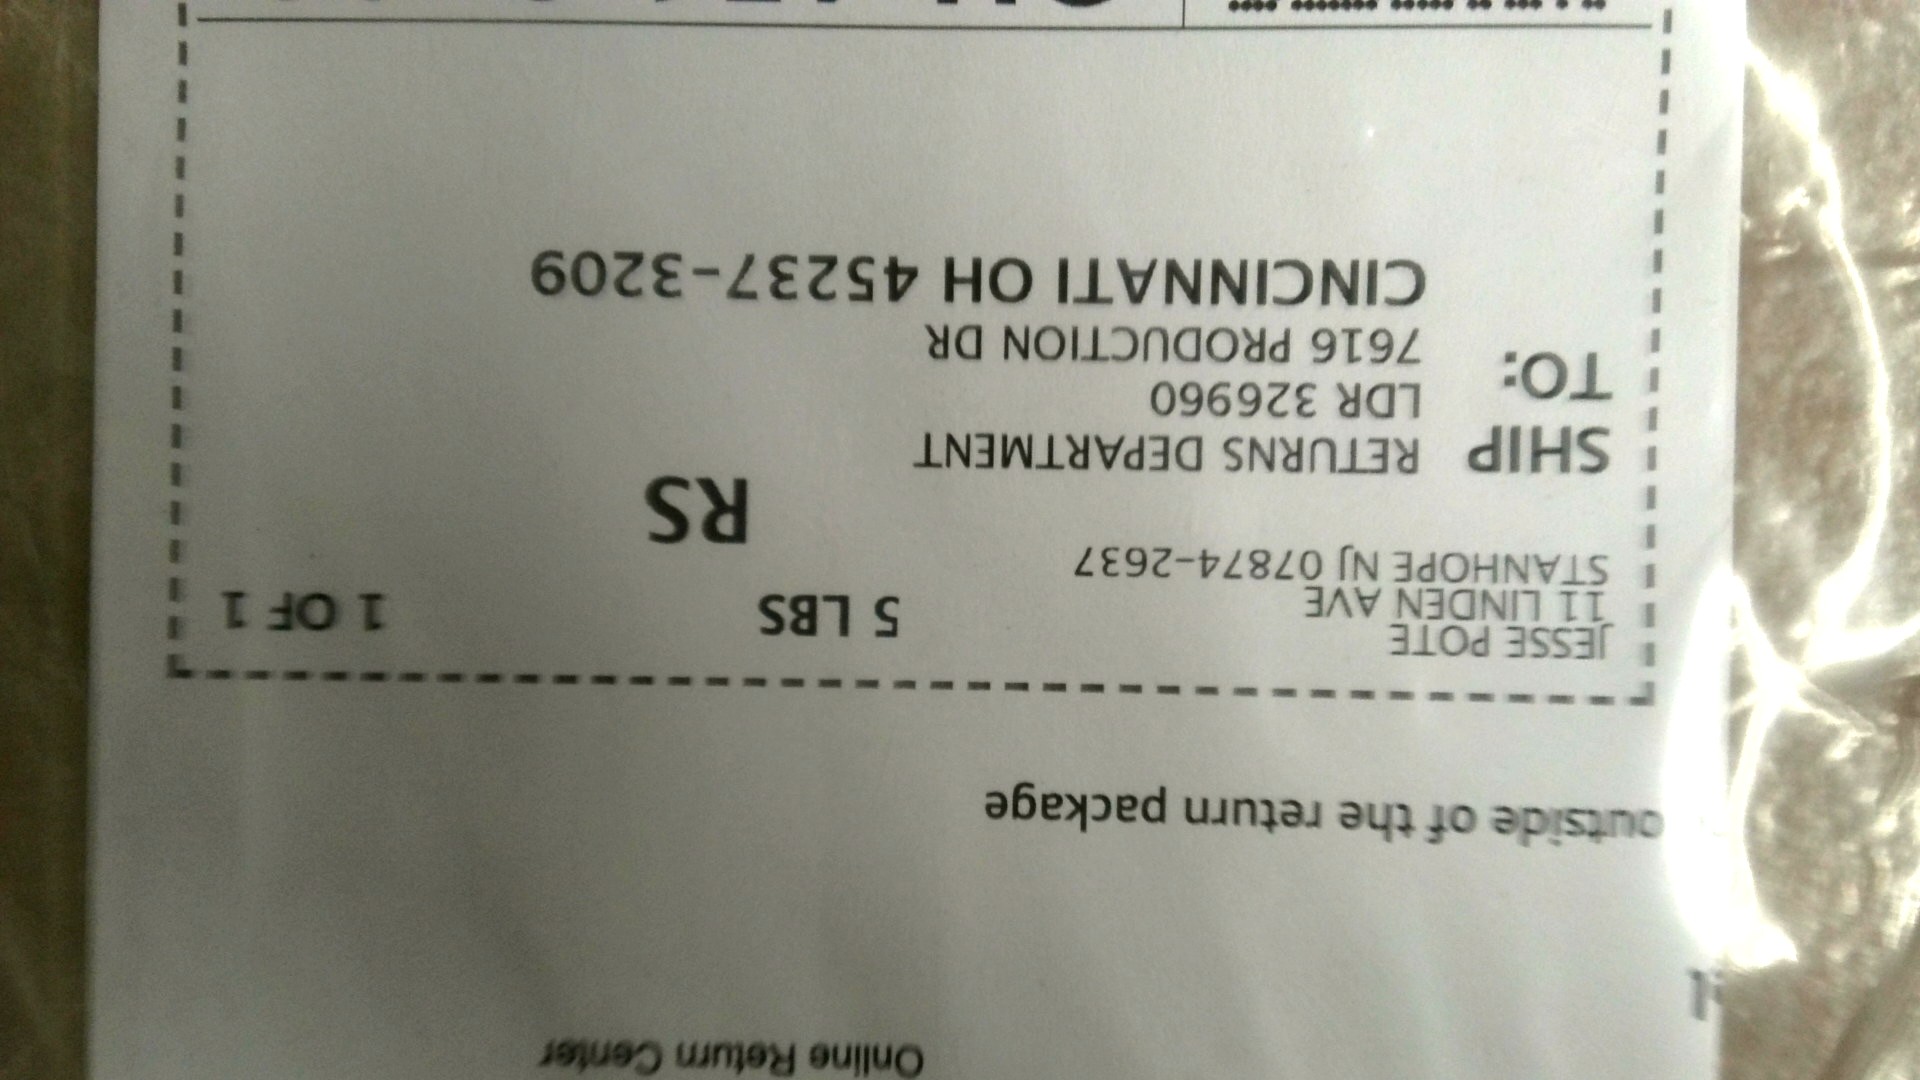 Online Return Center
outside of the return package
JESSE POTE
11 LINDEN AVE
STANHOPE NJ 07874-2637
5 LBS
1 OF 1
RS
SHIP TO:
RETURNS DEPARTMENT
LDR 326960
7616 PRODUCTION DR
CINCINNATI OH 45237-3209